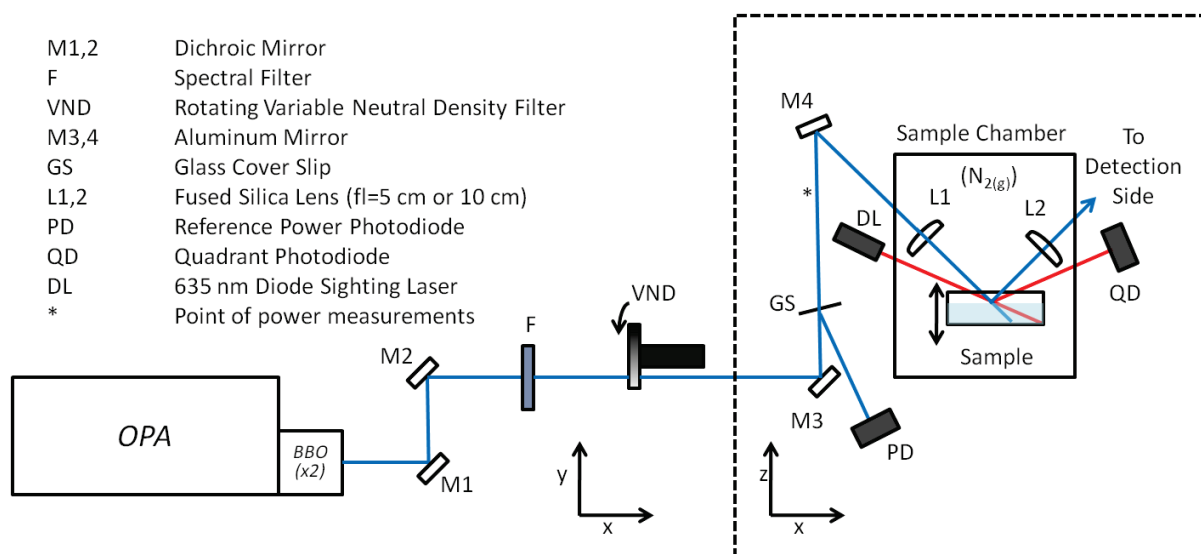 M1,2 Dichroic Mirror
F Spectral Filter
VND Rotating Variable Neutral Density Filter
M3,4 Aluminum Mirror
GS Glass Cover Slip
L1,2 Fused Silica Lens (fl=5 cm or 10 cm)
PD Reference Power Photodiode
QD Quadrant Photodiode
DL 635 nm Diode Sighting Laser
* Point of power measurements
OPA
BBO
(x2)
M1
M2
F
VND
y
x
M4
*
GS
M3
PD
z
x
Sample Chamber
(N2(g))
To
Detection
Side
L1
L2
DL
QD
Sample